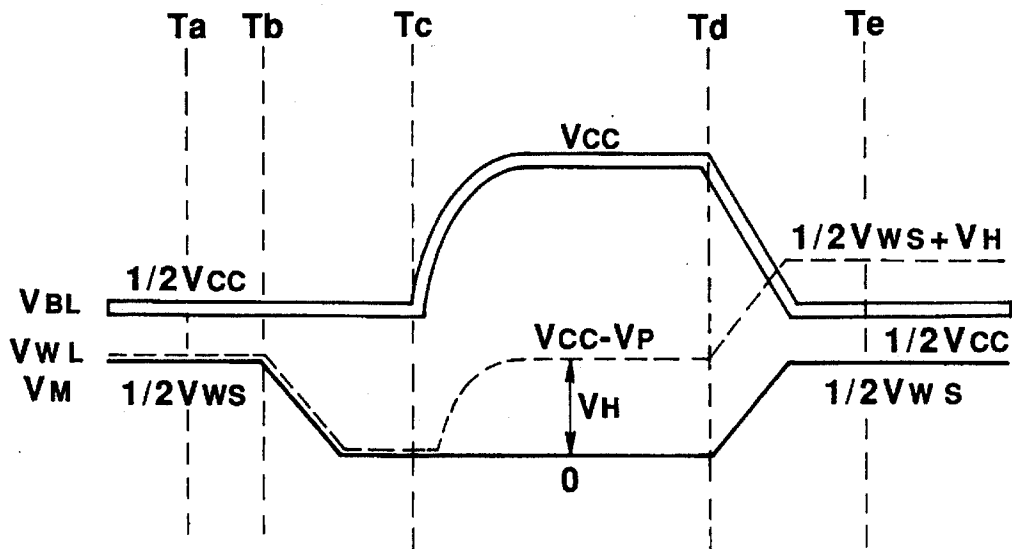 Ta Tb Tc Td Te
VCC
1/2VWS+VH
1/2VCC
VBL
VWL
VCC-VP
1/2VCC
VM
1/2VWS
VH
1/2VWS
0